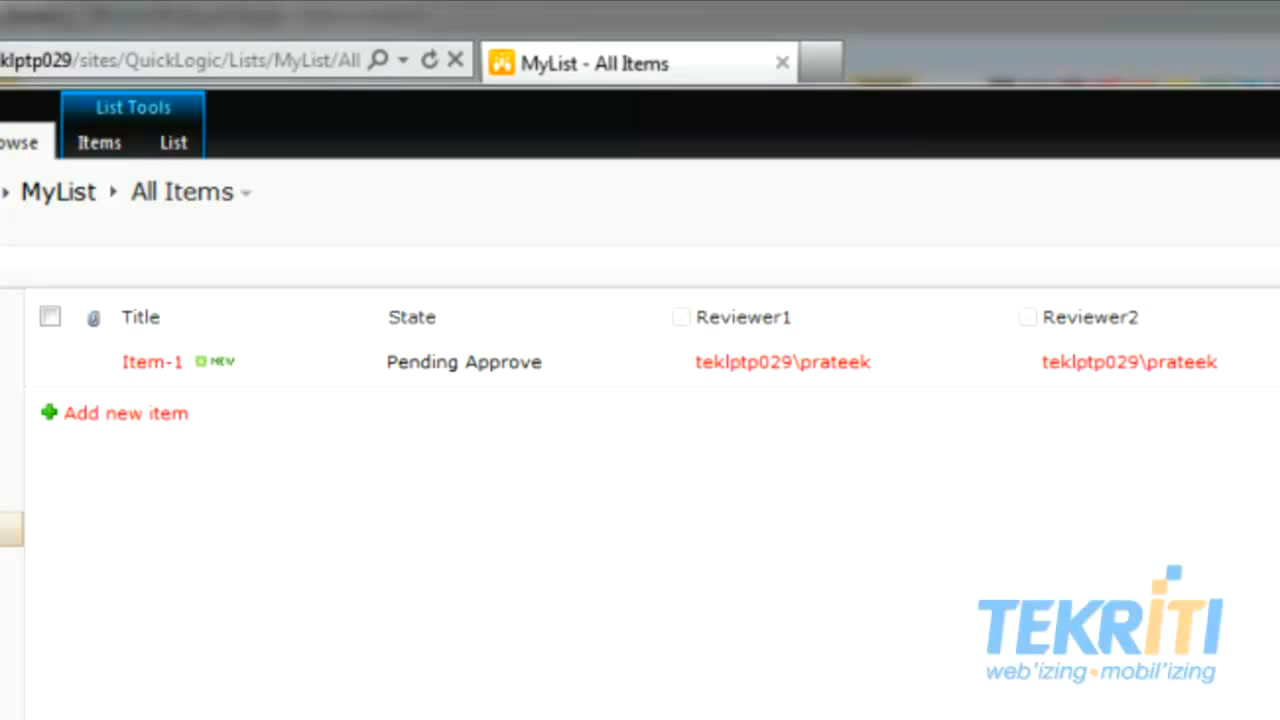 klptp029/sites/QuickLogic/Lists/MyList/All
MyList - All Items
List Tools
owse
Items
List
MyList
All Items
Title
State
Reviewer1
Reviewer2
Item-1
NEW
Pending Approve
teklptp029\prateek
teklptp029\prateek
Add new item
TEKRITI
web'izing•mobil'izing